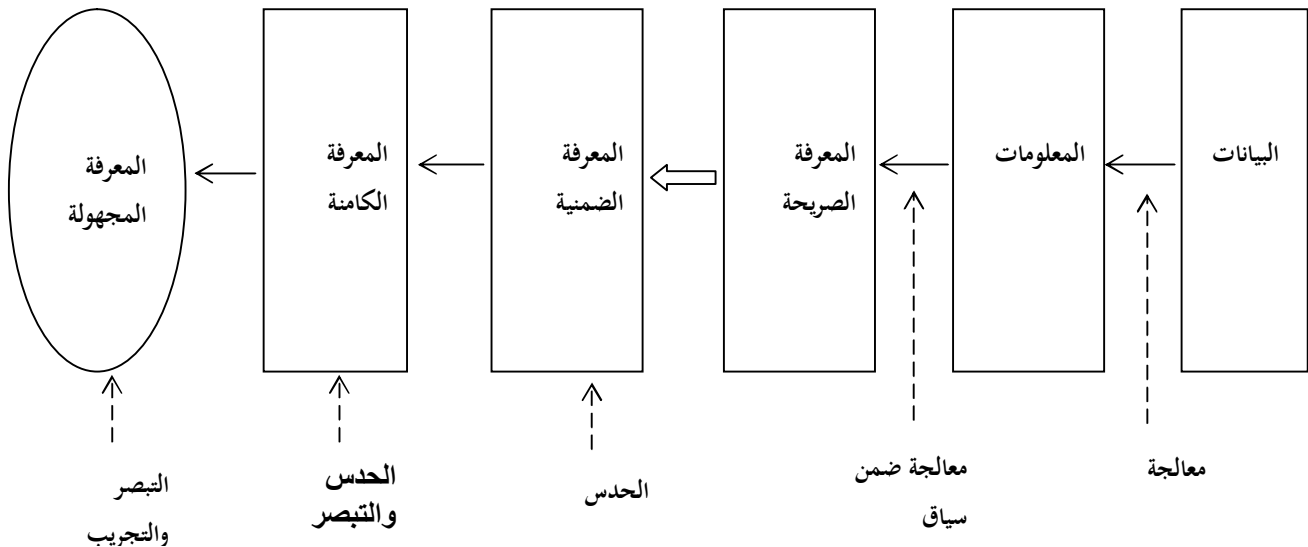 البيانات
المعلومات
المعرفة
الصريحة
المعرفة
الضمنية
المعرفة
الكامنة
المعرفة
المجهولة
معالجة
معالجة ضمن
سياق
الحدس
الحدس
والتبصر
التبصر
والتجريب